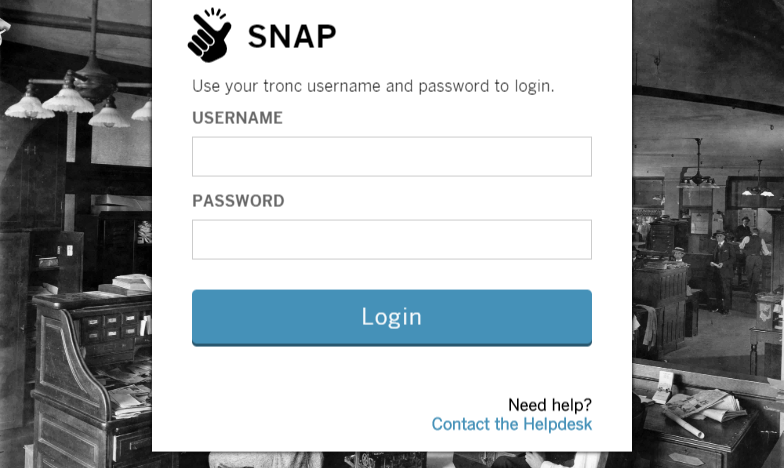 SNAP
Use your tronc username and password to login.
USERNAME
PASSWORD
Login
Need help?
Contact the Helpdesk